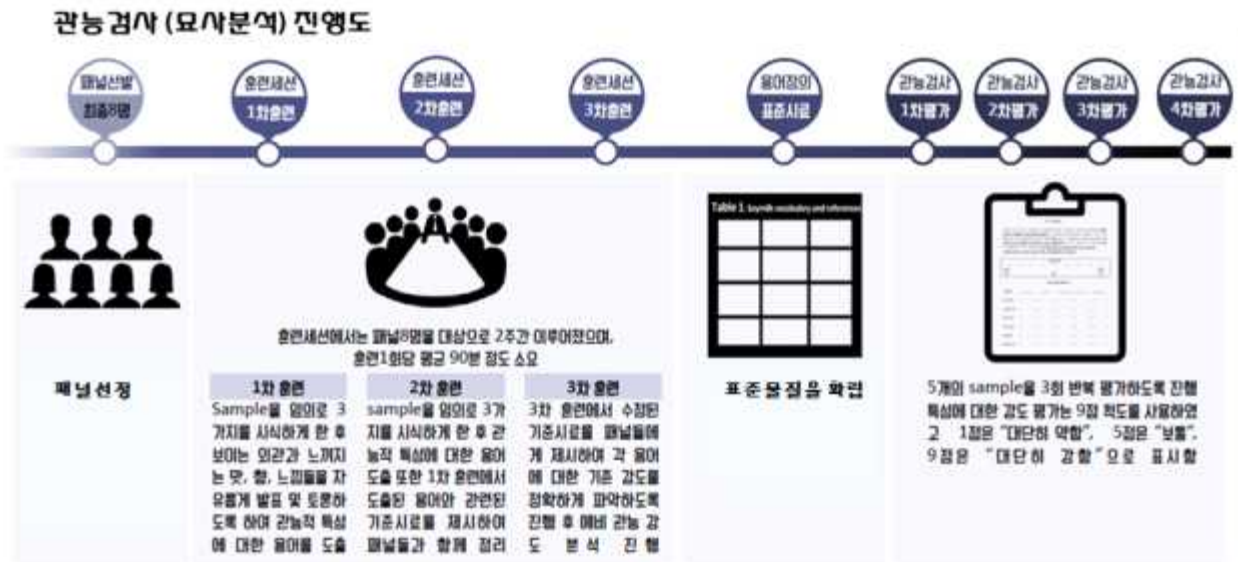 관능검사 (묘사분석) 진행도
패널선발
최종8명
훈련세션
1차훈련
훈련세션
2차훈련
훈련세션
3차훈련
용어정의
표준시료
관능검사
1차평가
관능검사
2차평가
관능검사
3차평가
관능검사
4차평가
패널선정
훈련세션에서는 패널8명을 대상으로 2주간 이루어졌으며,
훈련1회당 평균 90분 정도 소요
1차 훈련
Sample을 임의로 3
가지를 시식하게 한 후
보이는 외관과 느껴지
는 맛, 향, 느낌들을 자
유롭게 발표 및 토론하
도록 하여 관능적 특성
에 대한 용어를 도출
2차 훈련
sample을 임의로 3가
지를 시식하게 한 후 관
능적 특성에 대한 용어
도출 또한 1차 훈련에서
도출된 용어와 관련된
기준시료를 제시하여
패널들과 함께 정리
3차 훈련
3차 훈련에서 수정된
기준시료를 패널들에
게 제시하여 각 용어
에 대한 기준 강도를
정확하게 파악하도록
진행 후 예비 관능 강
도 분석 진행
Table 1 Soymilk vocabulary and references
표준물질을 확립
5개의 sample을 3회 반복 평가하도록 진행
특성에 대한 강도 평가는 9점 척도를 사용하였
고 1점은 "대단히 약함", 5점은 "보통",
9점은 "대단히 강함"으로 표시함